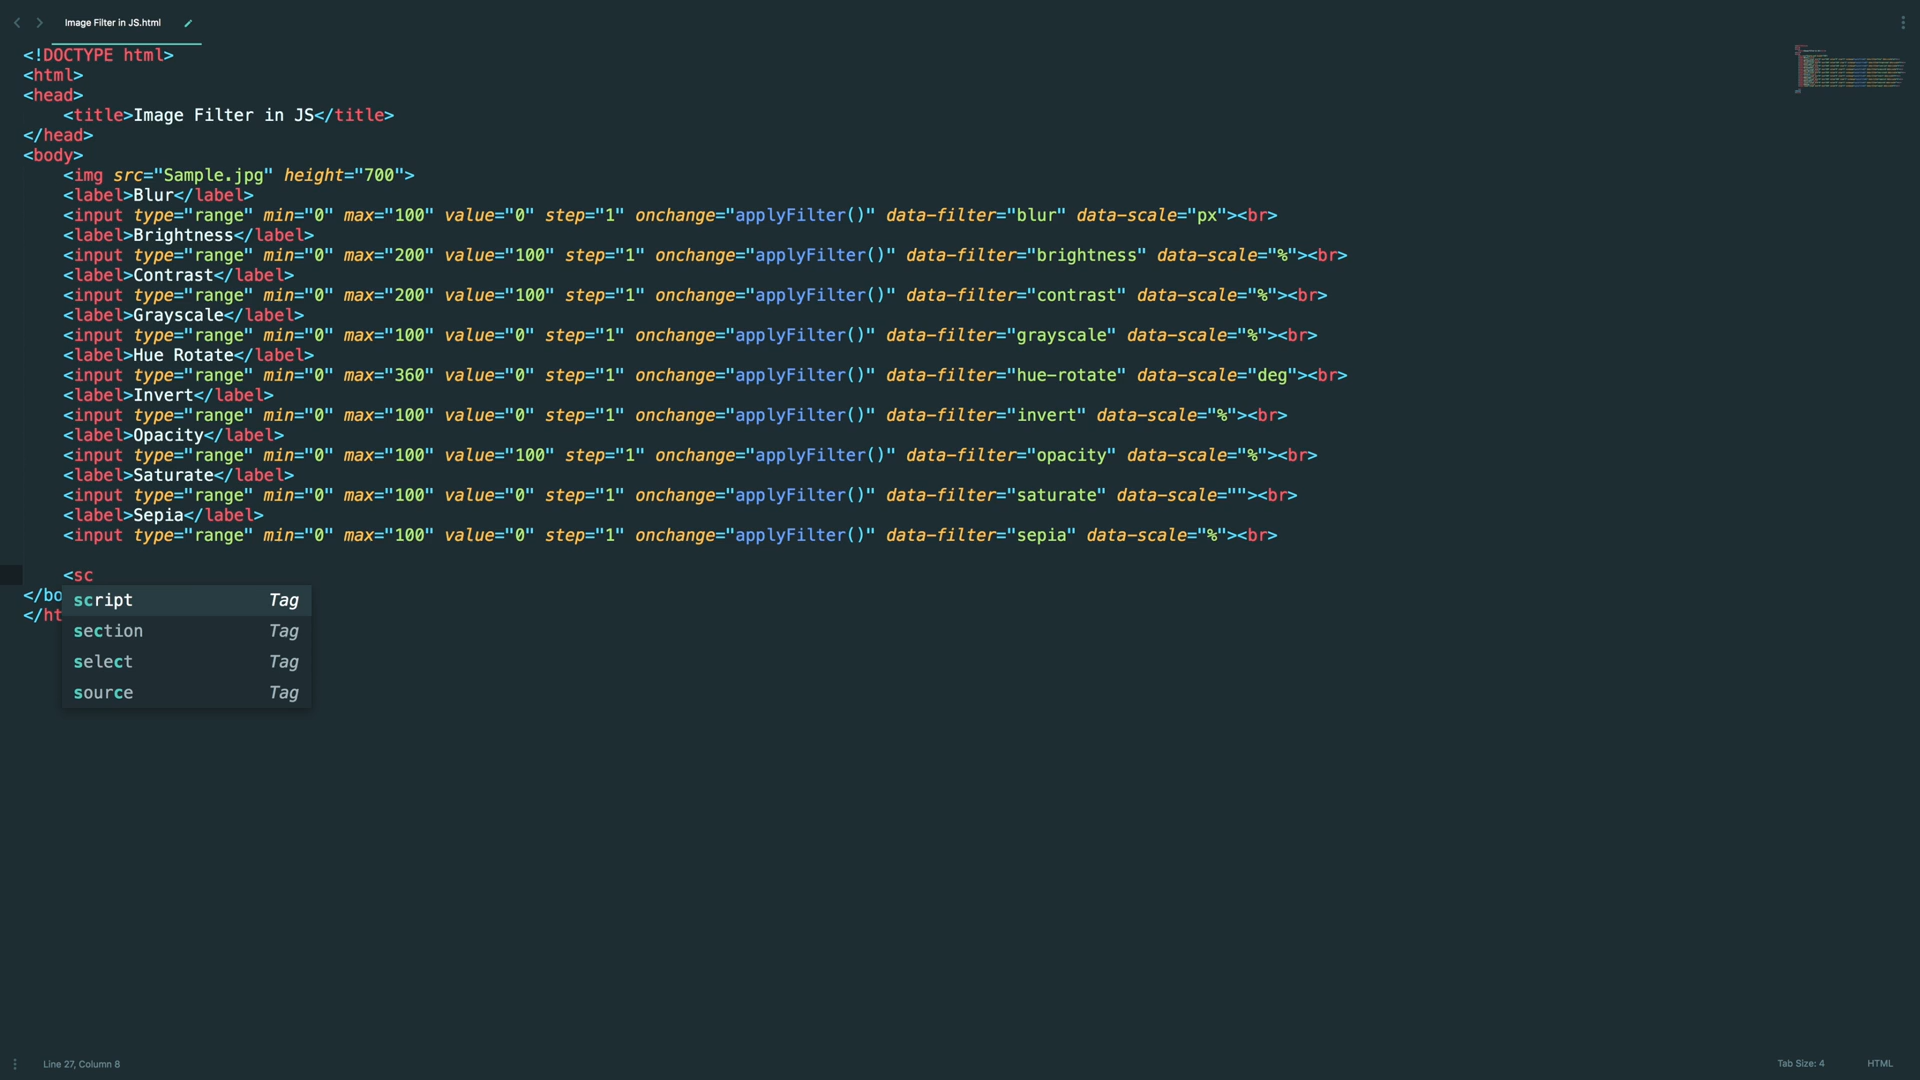 Image Filter in JS.html
<!DOCTYPE html>
<html>
<head>
    <title>Image Filter in JS</title>
</head>
<body>
    <img src="Sample.jpg" height="700">
    <label>Blur</label>
    <input type="range" min="0" max="100" value="0" step="1" onchange="applyFilter()" data-filter="blur" data-scale="px"><br>
    <label>Brightness</label>
    <input type="range" min="0" max="200" value="100" step="1" onchange="applyFilter()" data-filter="brightness" data-scale="%"><br>
    <label>Contrast</label>
    <input type="range" min="0" max="200" value="100" step="1" onchange="applyFilter()" data-filter="contrast" data-scale="%"><br>
    <label>Grayscale</label>
    <input type="range" min="0" max="100" value="0" step="1" onchange="applyFilter()" data-filter="grayscale" data-scale="%"><br>
    <label>Hue Rotate</label>
    <input type="range" min="0" max="360" value="0" step="1" onchange="applyFilter()" data-filter="hue-rotate" data-scale="deg"><br>
    <label>Invert</label>
    <input type="range" min="0" max="100" value="0" step="1" onchange="applyFilter()" data-filter="invert" data-scale="%"><br>
    <label>Opacity</label>
    <input type="range" min="0" max="100" value="100" step="1" onchange="applyFilter()" data-filter="opacity" data-scale="%"><br>
    <label>Saturate</label>
    <input type="range" min="0" max="100" value="0" step="1" onchange="applyFilter()" data-filter="saturate" data-scale=""><br>
    <label>Sepia</label>
    <input type="range" min="0" max="100" value="0" step="1" onchange="applyFilter()" data-filter="sepia" data-scale="%"><br>
    <sc
</bo
</ht
script Tag
section Tag
select Tag
source Tag
Line 27, Column 8
Tab Size: 4
HTML